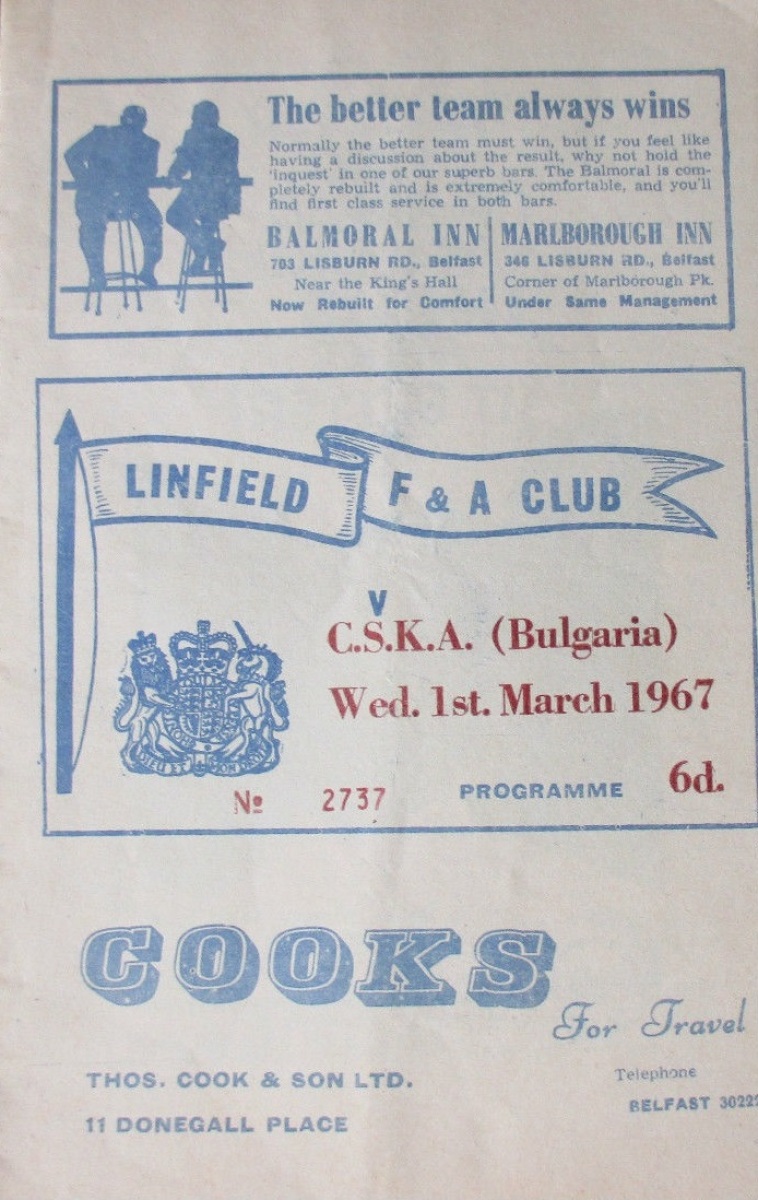 The better team always wins
Normally the better team must win, but if you feel like
having a discussion about the result, why not hold the
'inquest' in one of our superb bars. The Balmoral is com-
pletely rebuilt and is extremely comfortable, and you'll
find first class service in both bars.
BALMORAL INN
703 LISBURN RD., Belfast
Near the King's Hall
Now Rebuilt for Comfort
MARLBOROUGH INN
346 LISBURN RD., Belfast
Corner of Marlborough Pk.
Under Same Management
LINFIELD F & A CLUB
V
C.S.K.A. (Bulgaria)
Wed. 1st. March 1967
DIEU ET MON DROIT
PROGRAMME 6d.
№ 2737
COOKS
For Travel
THOS. COOK & SON LTD.
11 DONEGALL PLACE
Telephone
BELFAST 30222